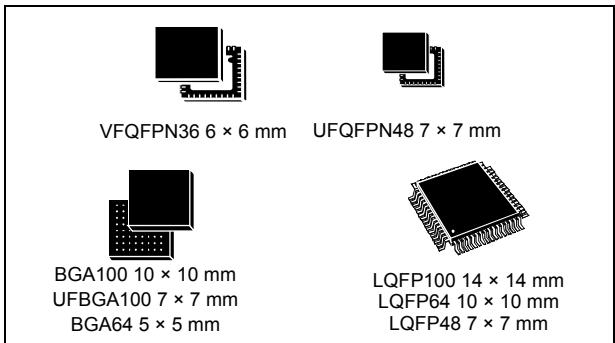 VFQFPN36 6 × 6 mm
UFQFPN48 7 × 7 mm
BGA100 10 × 10 mm
UFBGA100 7 × 7 mm
BGA64 5 × 5 mm
LQFP100 14 × 14 mm
LQFP64 10 × 10 mm
LQFP48 7 × 7 mm